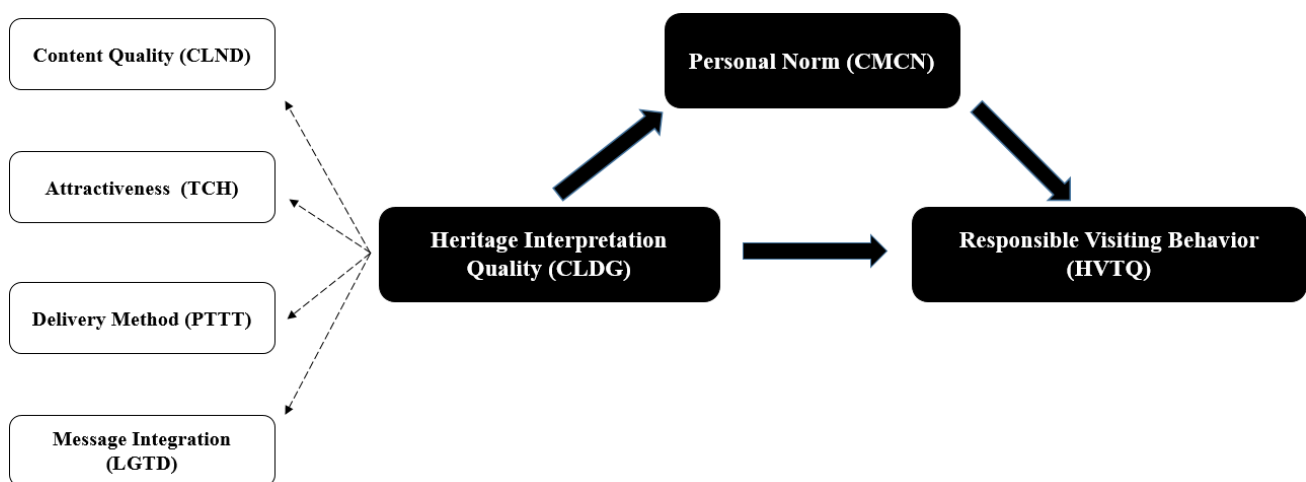 Content Quality (CLND)
Attractiveness (TCH)
Delivery Method (PTTT)
Message Integration
(LGTD)
Heritage Interpretation
Quality (CLDG)
Personal Norm (CMCN)
Responsible Visiting Behavior
(HVTQ)